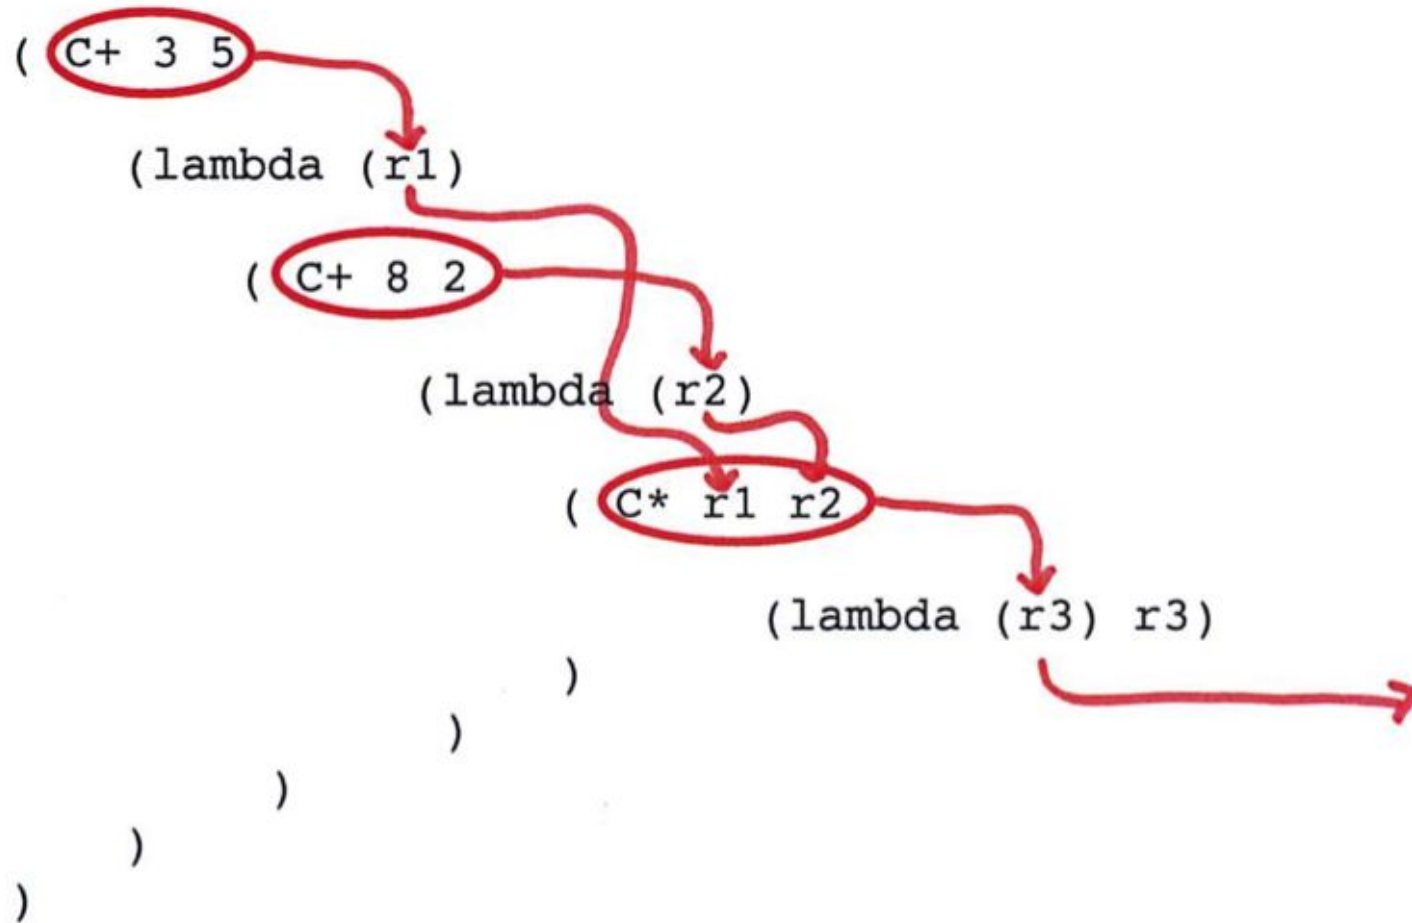 ( C+ 3 5
(lambda (r1)
( C+ 8 2
(lambda (r2)
( C* r1 r2
(lambda (r3) r3)
)
)
)
)
)